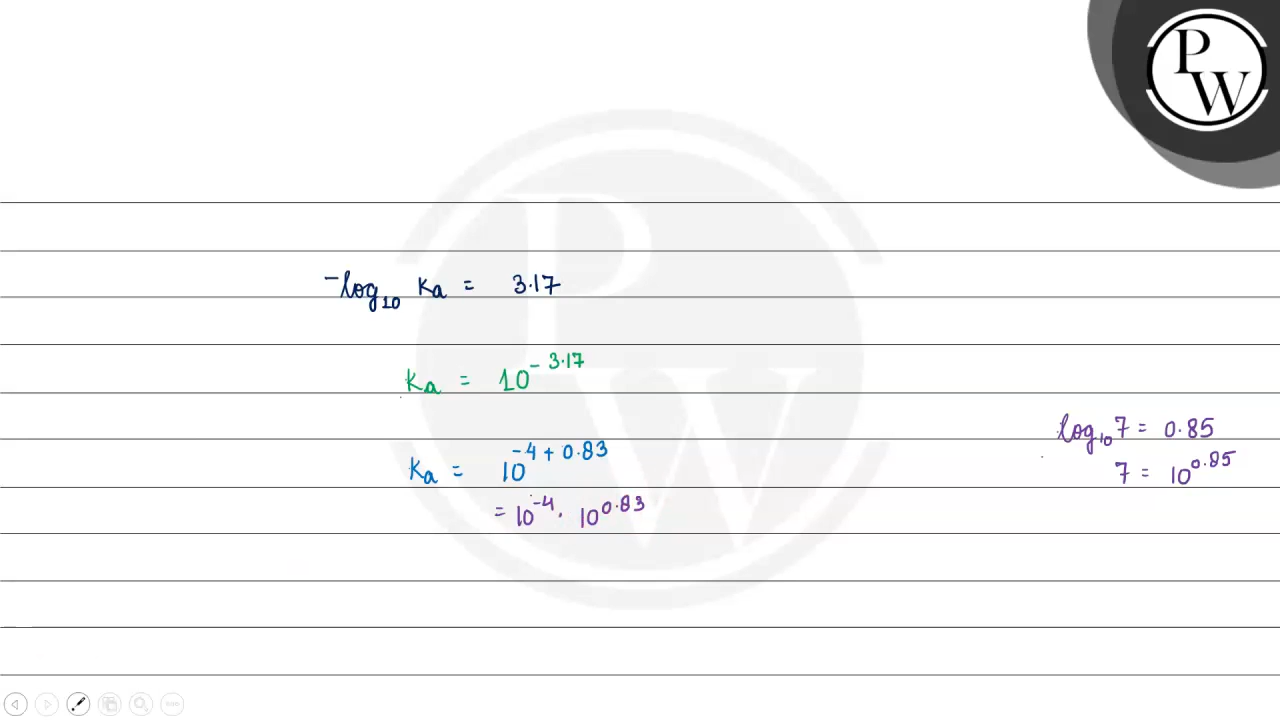 PW
-log₁₀ Ka = 3.17
Ka = 10^-3.17
Ka = 10^-4+0.83
= 10^-4 . 10^0.83
log₁₀ 7 = 0.85
7 = 10^0.85